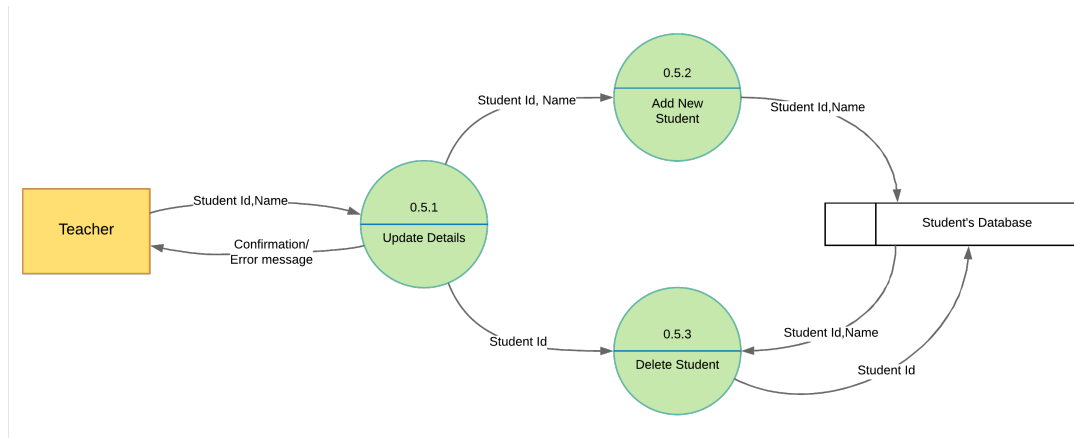 0.5.2
Student Id, Name
Add New
Student
Student Id,Name
Student Id,Name
0.5.1
Teacher
Student's Database
Update Details
Confirmation/
Error message
0.5.3
Student Id,Name
Student Id
Delete Student
Student Id